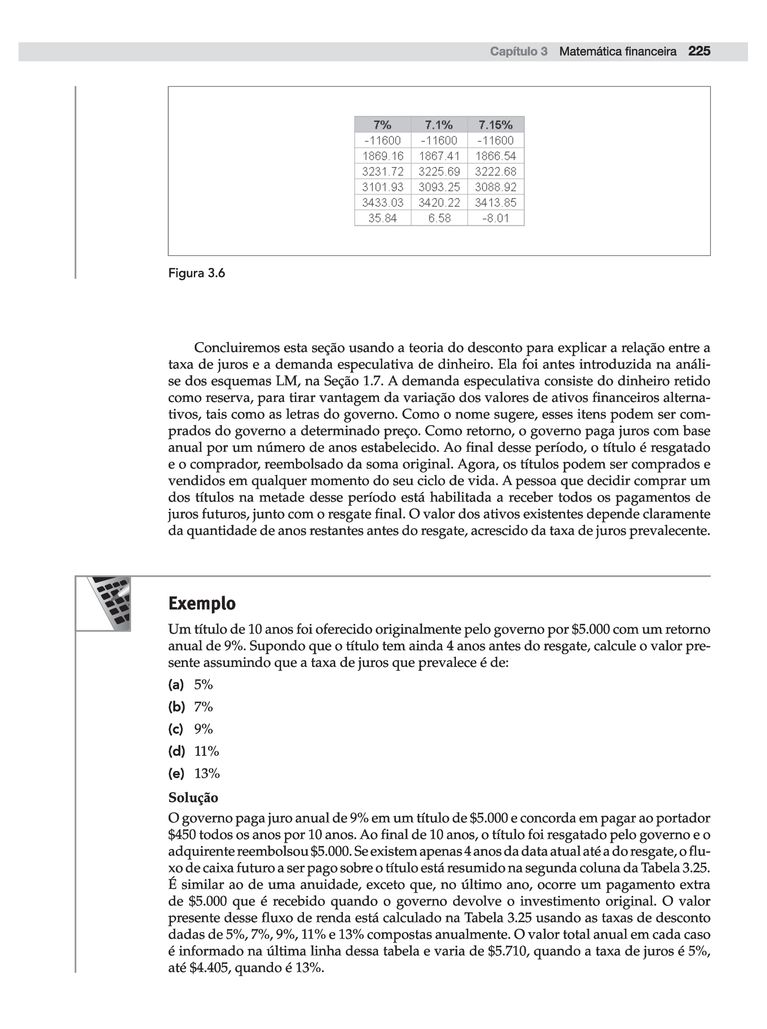 Capítulo 3 Matemática financeira 225
7% 7.1% 7.15%
-11600 -11600 -11600
1869.16 1867.41 1866.54
3231.72 3225.69 3222.68
3101.93 3093.25 3088.92
3433.03 3420.22 3413.85
35.84 6.58 -8.01
Figura 3.6
Concluiremos esta seção usando a teoria do desconto para explicar a relação entre a
taxa de juros e a demanda especulativa de dinheiro. Ela foi antes introduzida na análi-
se dos esquemas LM, na Seção 1.7. A demanda especulativa consiste do dinheiro retido
como reserva, para tirar vantagem da variação dos valores de ativos financeiros alterna-
tivos, tais como as letras do governo. Como o nome sugere, esses itens podem ser com-
prados do governo a determinado preço. Como retorno, o governo paga juros com base
anual por um número de anos estabelecido. Ao final desse período, o título é resgatado
e o comprador, reembolsado da soma original. Agora, os títulos podem ser comprados e
vendidos em qualquer momento do seu ciclo de vida. A pessoa que decidir comprar um
dos títulos na metade desse período está habilitada a receber todos os pagamentos de
juros futuros, junto com o resgate final. O valor dos ativos existentes depende claramente
da quantidade de anos restantes antes do resgate, acrescido da taxa de juros prevalecente.
Exemplo
Um título de 10 anos foi oferecido originalmente pelo governo por $5.000 com um retorno
anual de 9%. Supondo que o título tem ainda 4 anos antes do resgate, calcule o valor pre-
sente assumindo que a taxa de juros que prevalece é de:
(a) 5%
(b) 7%
(c) 9%
(d) 11%
(e) 13%
Solução
O governo paga juro anual de 9% em um título de $5.000 e concorda em pagar ao portador
$450 todos os anos por 10 anos. Ao final de 10 anos, o título foi resgatado pelo governo e o
adquirente reembolsou $5.000. Se existem apenas 4 anos da data atual até a do resgate, o flu-
xo de caixa futuro a ser pago sobre o título está resumido na segunda coluna da Tabela 3.25.
É similar ao de uma anuidade, exceto que, no último ano, ocorre um pagamento extra
de $5.000 que é recebido quando o governo devolve o investimento original. O valor
presente desse fluxo de renda está calculado na Tabela 3.25 usando as taxas de desconto
dadas de 5%, 7%, 9%, 11% e 13% compostas anualmente. O valor total anual em cada caso
é informado na última linha dessa tabela e varia de $5.710, quando a taxa de juros é 5%,
até $4.405, quando é 13%.